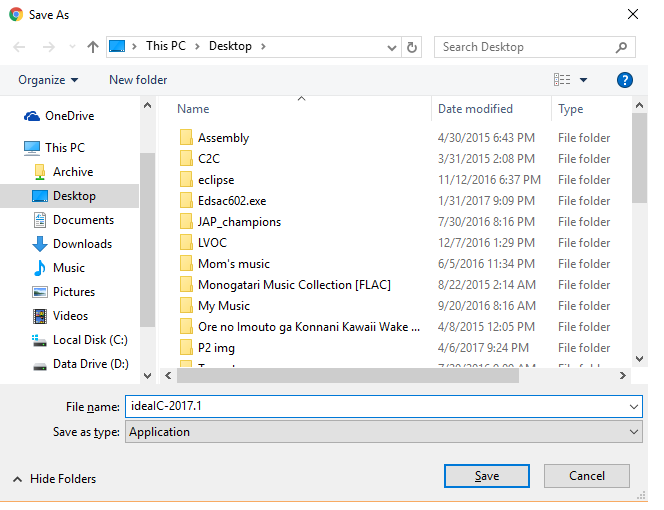 Save As
This PC Desktop
Search Desktop
Organize New folder
OneDrive
This PC
Archive
Desktop
Documents
Downloads
Music
Pictures
Videos
Local Disk (C:)
Data Drive (D:)
Name Date modified Type
Assembly 4/30/2015 6:43 PM File folder
C2C 3/31/2015 2:08 PM File folder
eclipse 11/12/2016 6:37 PM File folder
Edsac602.exe 1/31/2017 9:09 PM File folder
JAP_champions 7/30/2016 8:16 PM File folder
LVOC 12/7/2016 1:29 PM File folder
Mom's music 6/5/2016 11:34 PM File folder
Monogatari Music Collection [FLAC] 8/22/2015 2:14 AM File folder
My Music 9/20/2016 8:16 AM File folder
Ore no Imouto ga Konnani Kawaii Wake ... 4/8/2015 12:05 PM File folder
P2 img 4/6/2017 9:24 PM File folder
File name: ideaIC-2017.1
Save as type: Application
Hide Folders
Save Cancel